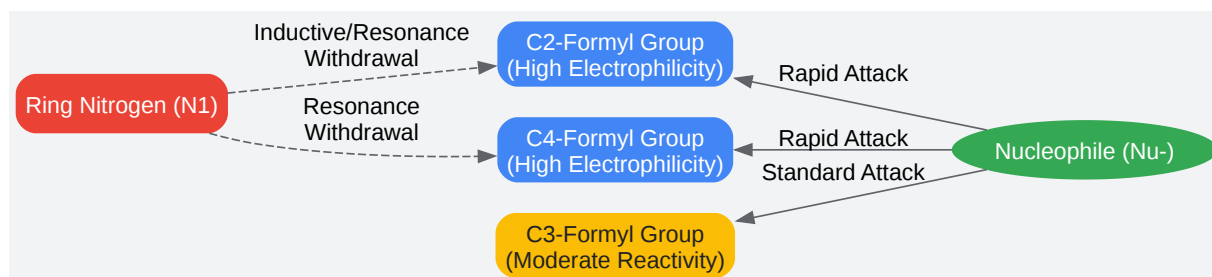 Inductive/Resonance
Withdrawal
C2-Formyl Group
(High Electrophilicity)
Rapid Attack
Ring Nitrogen (N1)
Resonance
Withdrawal
C4-Formyl Group
(High Electrophilicity)
Rapid Attack
Nucleophile (Nu-)
Standard Attack
C3-Formyl Group
(Moderate Reactivity)